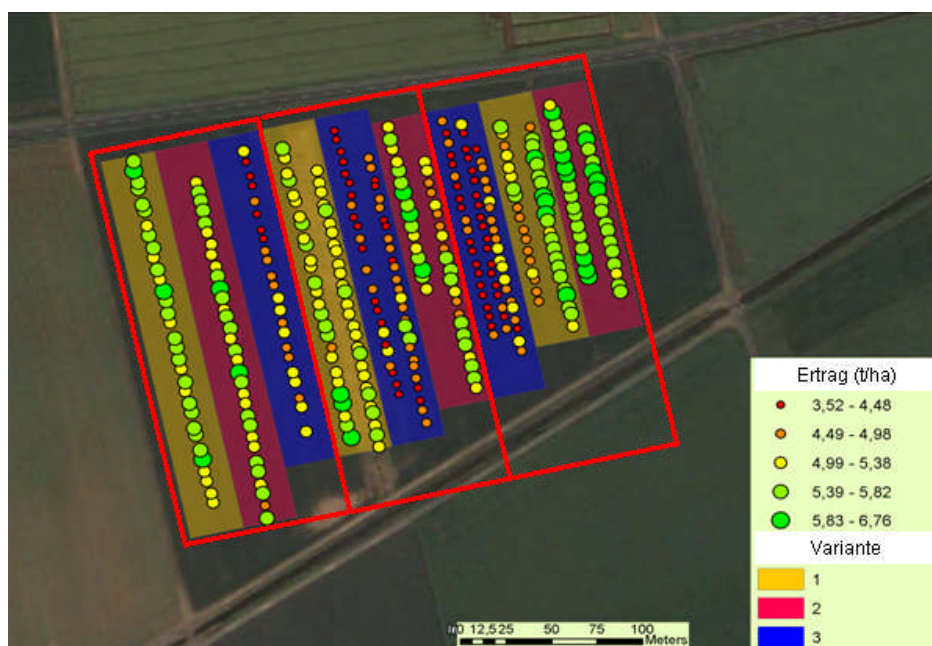 Ertrag (t/ha)
3,52 - 4,48
4,49 - 4,98
4,99 - 5,38
5,39 - 5,82
5,83 - 6,76
Variante
1
2
3
0 12,5 25 50 75 100
Meters